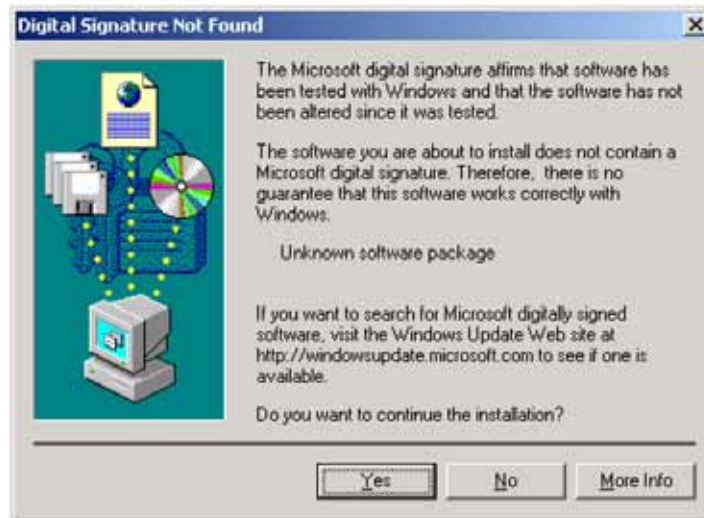 Digital Signature Not Found
The Microsoft digital signature affirms that software has
been tested with Windows and that the software has not
been altered since it was tested.
The software you are about to install does not contain a
Microsoft digital signature. Therefore,  there is no
guarantee that this software works correctly with
Windows.
Unknown software package
If you want to search for Microsoft digitally signed
software, visit the Windows Update Web site at
http://windowsupdate.microsoft.com to see if one is
available.
Do you want to continue the installation?
Yes
No
More Info